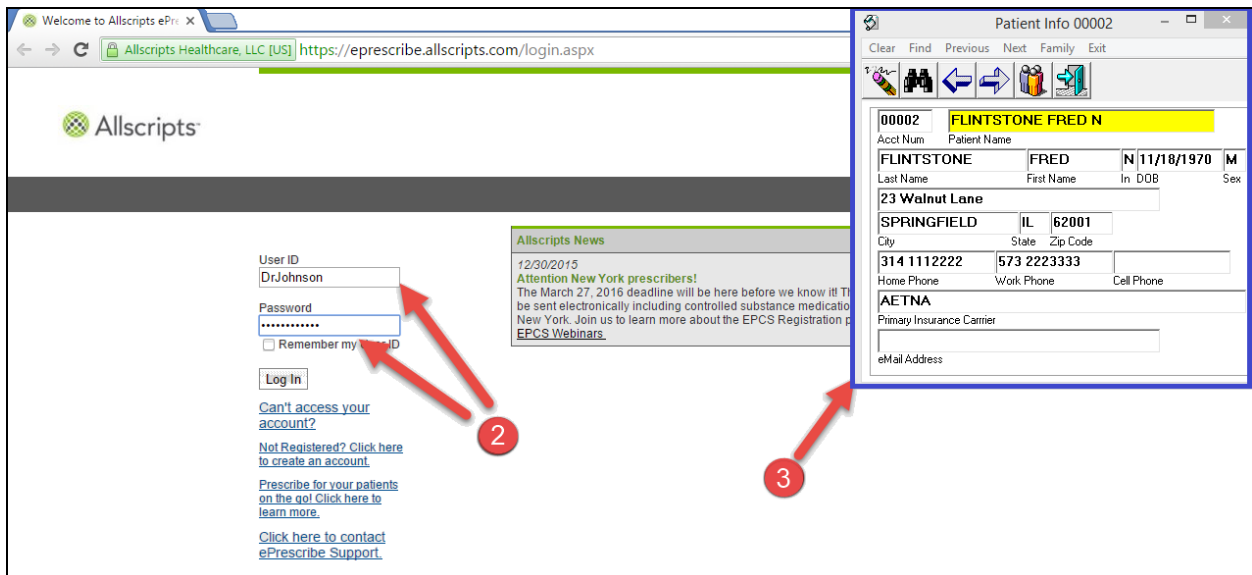 Welcome to Allscripts ePre
Allscripts Healthcare, LLC [US] https://eprescribe.allscripts.com/login.aspx
Allscripts
User ID
DrJohnson
Password
••••••••••••
Remember my User ID
Log In
Can't access your
account?
Not Registered? Click here
to create an account.
Prescribe for your patients
on the go! Click here to
learn more.
Click here to contact
ePrescribe Support.
2
Allscripts News
12/30/2015
Attention New York prescribers!
The March 27, 2016 deadline will be here before we know it!
be sent electronically including controlled substance
New York. Join us to learn more about the EPCS Registration
EPCS Webinars
3
Patient Info 00002
Clear Find Previous Next Family Exit
00002 FLINTSTONE FRED N
Acct Num Patient Name
FLINTSTONE FRED N 11/18/1970 M
Last Name First Name In DOB Sex
23 Walnut Lane
SPRINGFIELD IL 62001
City State Zip Code
314 1112222 573 2223333
Home Phone Work Phone Cell Phone
AETNA
Primary Insurance Carrrier
eMail Address